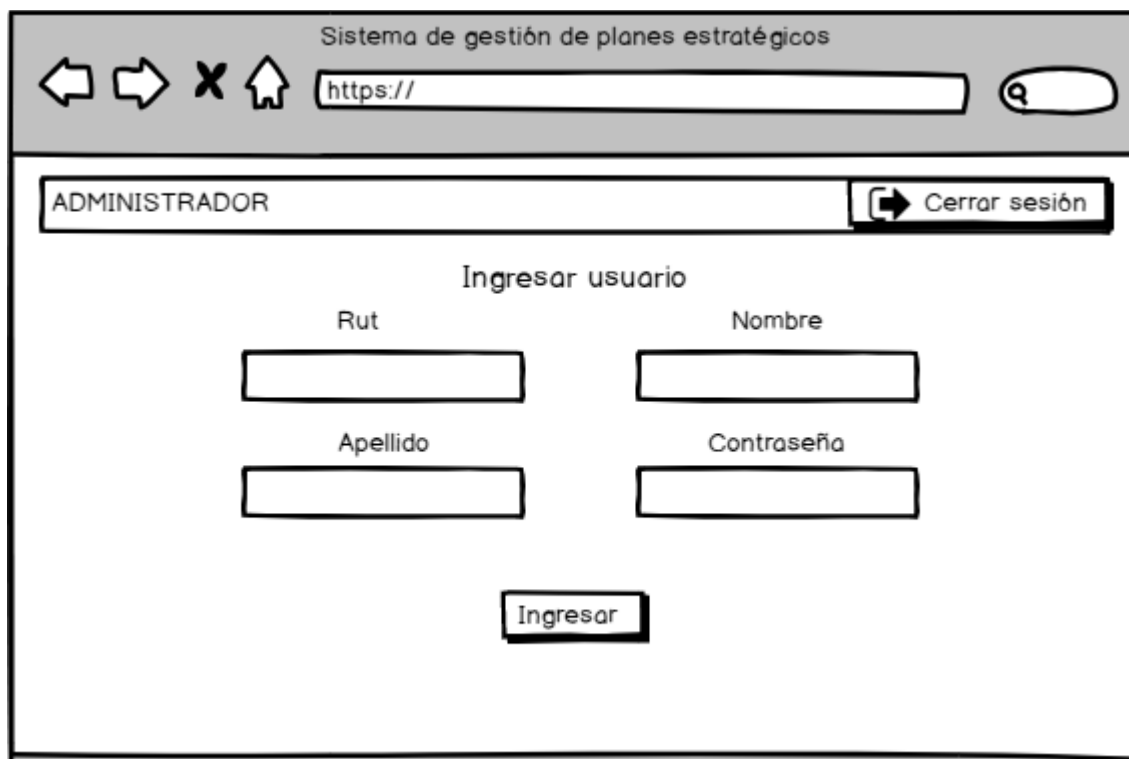 Sistema de gestión de planes estratégicos
https://
ADMINISTRADOR
Cerrar sesión
Ingresar usuario
Rut
Nombre
Apellido
Contraseña
Ingresar